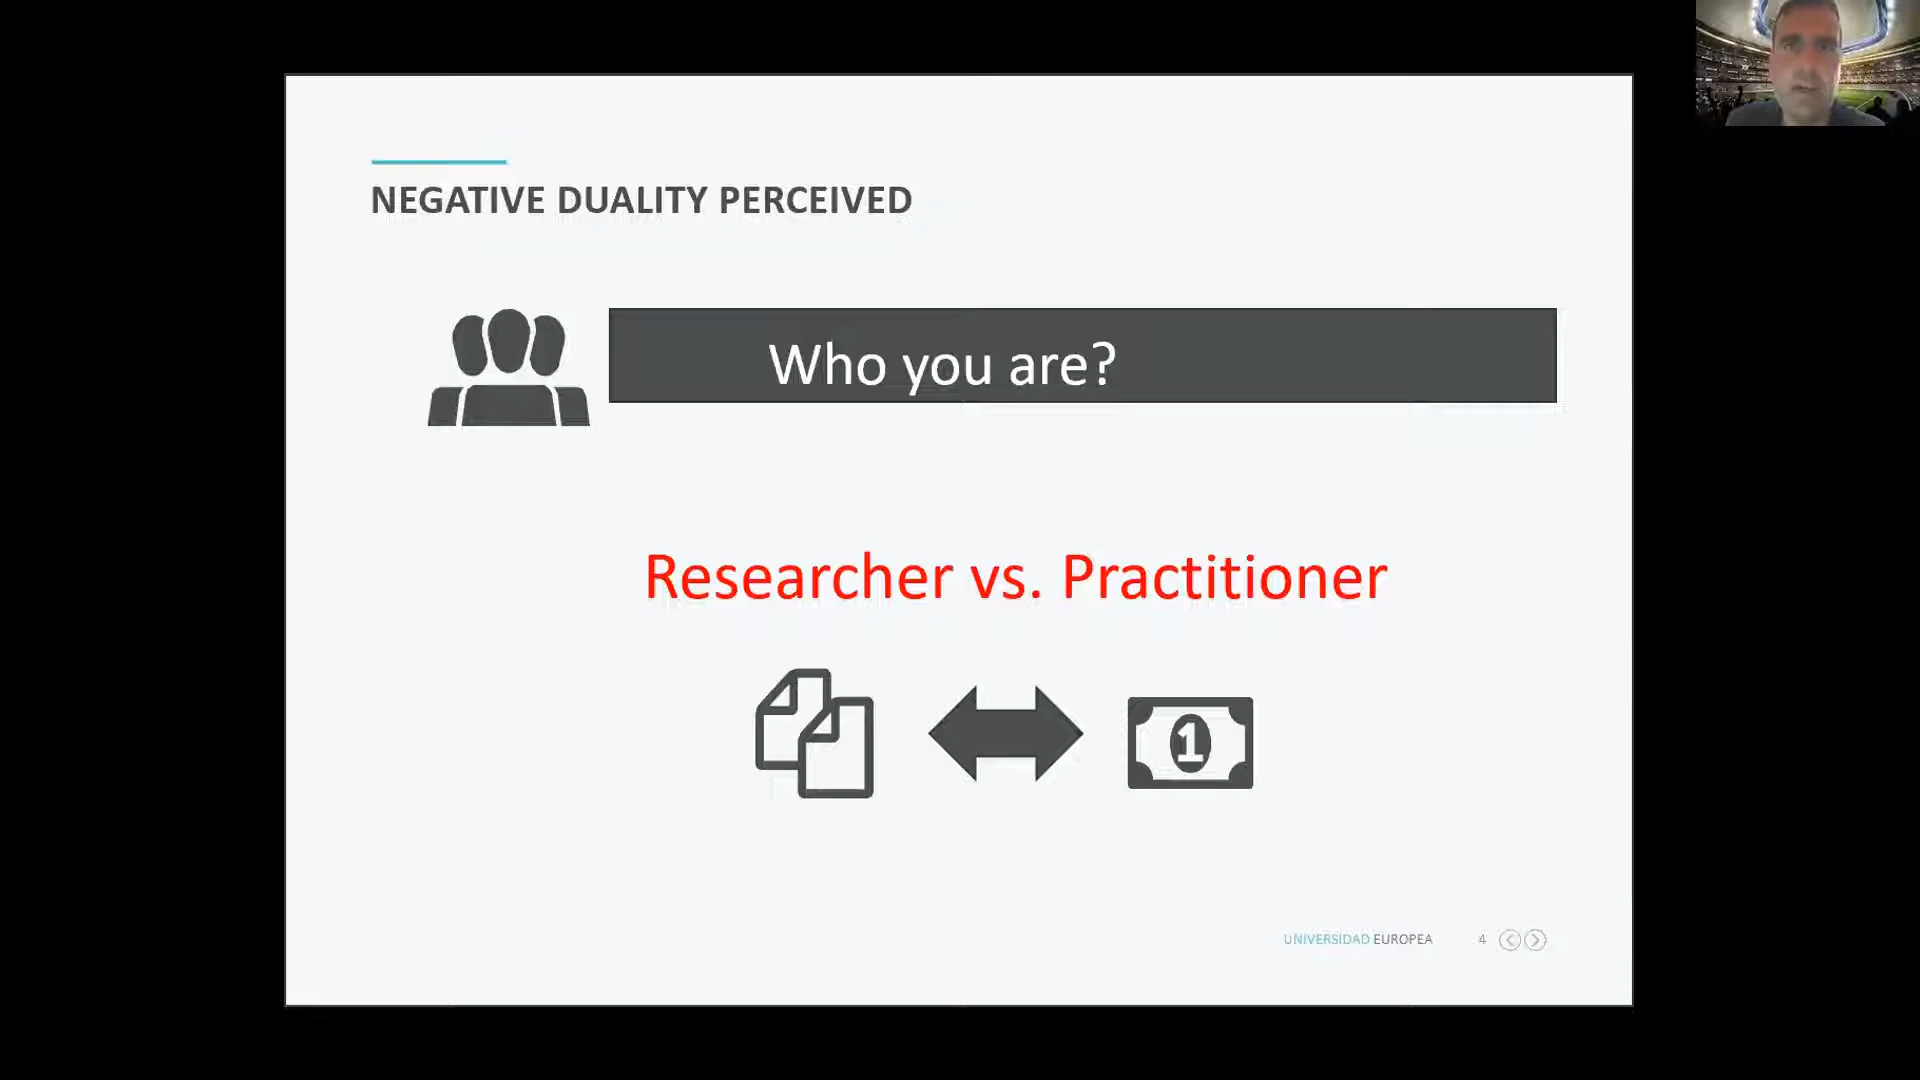 NEGATIVE DUALITY PERCEIVED
Who you are?
Researcher vs. Practitioner
1
UNIVERSIDAD EUROPEA 4